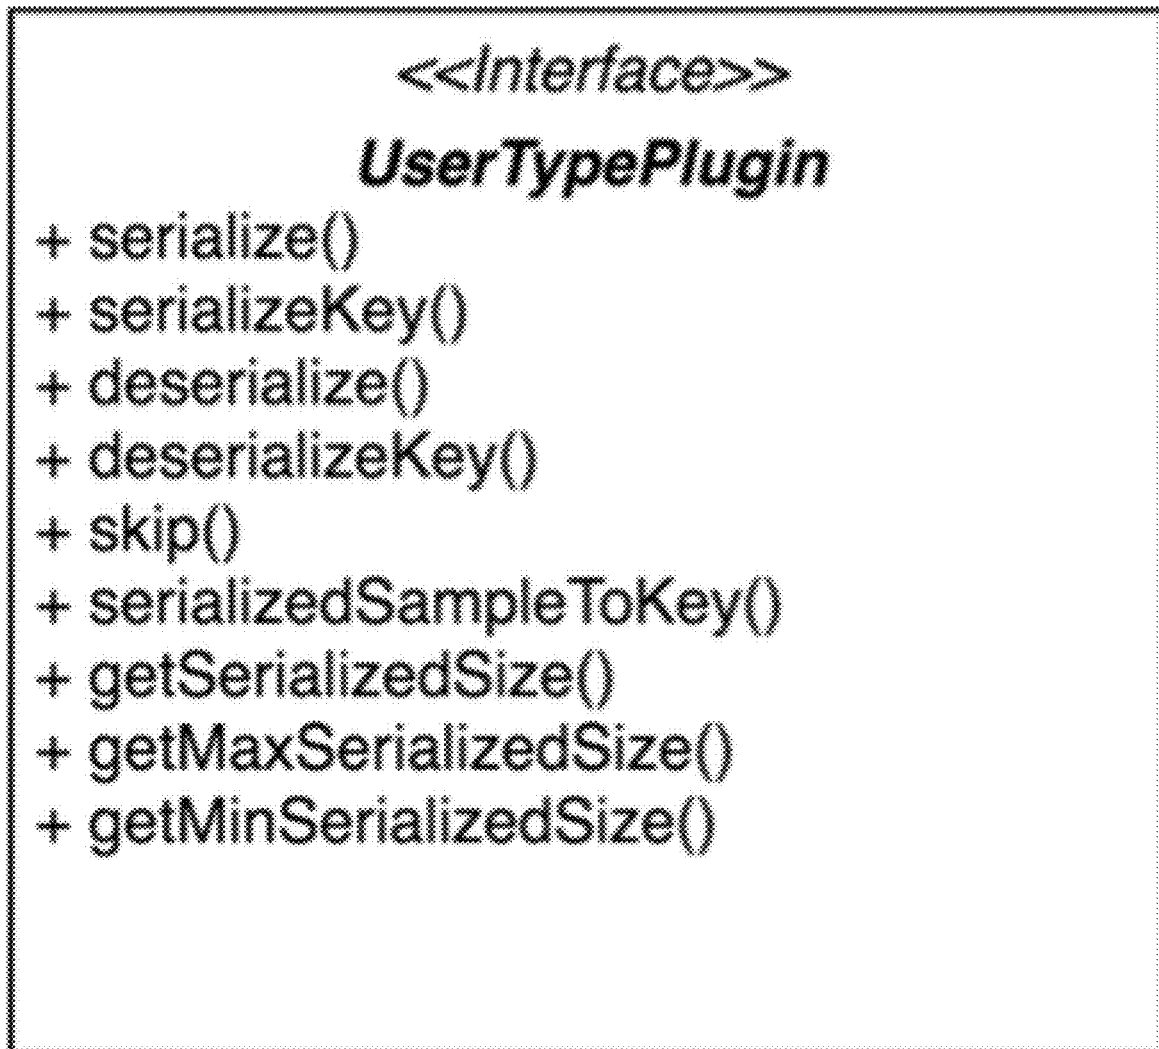 <<Interface>>
UserTypePlugin
+ serialize()
+ serializeKey()
+ deserialize()
+ deserializeKey()
+ skip()
+ serializedSampleToKey()
+ getSerializedSize()
+ getMaxSerializedSize()
+ getMinSerializedSize()